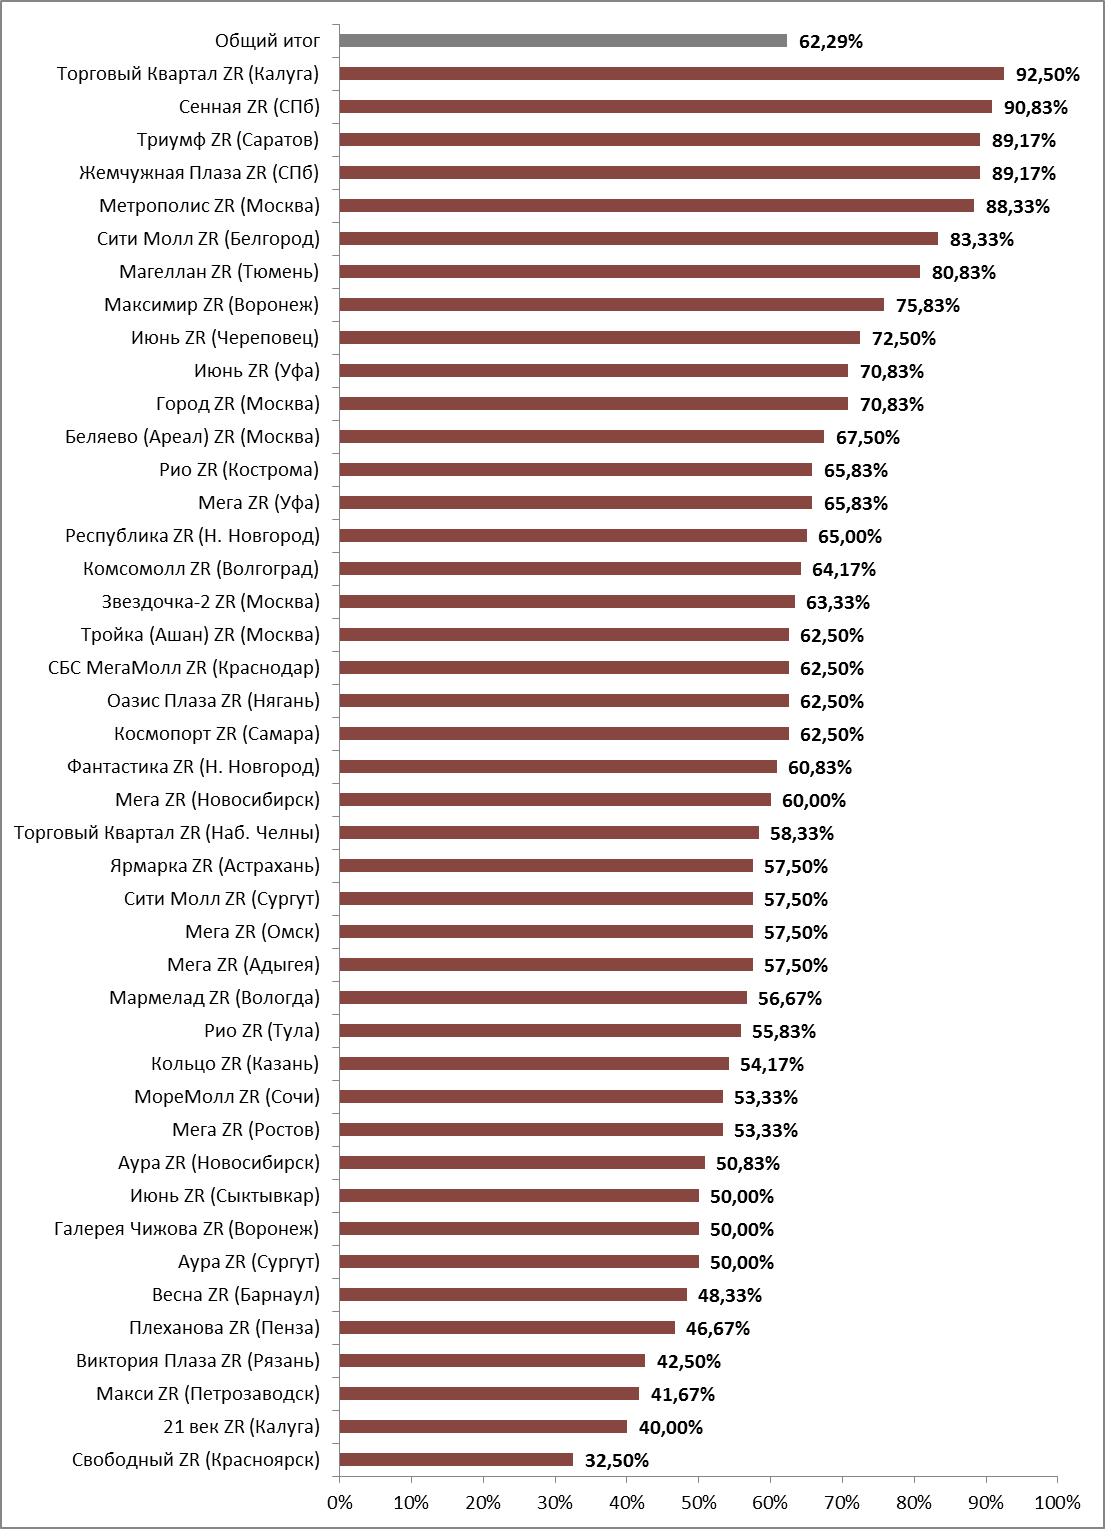 Общий итог 62,29%
Торговый Квартал ZR (Калуга) 92,50%
Сенная ZR (СПб) 90,83%
Триумф ZR (Саратов) 89,17%
Жемчужная Плаза ZR (СПб) 89,17%
Метрополис ZR (Москва) 88,33%
Сити Молл ZR (Белгород) 83,33%
Магеллан ZR (Тюмень) 80,83%
Максимир ZR (Воронеж) 75,83%
Июнь ZR (Череповец) 72,50%
Июнь ZR (Уфа) 70,83%
Город ZR (Москва) 70,83%
Беляево (Ареал) ZR (Москва) 67,50%
Рио ZR (Кострома) 65,83%
Мега ZR (Уфа) 65,83%
Республика ZR (Н. Новгород) 65,00%
Комсомолл ZR (Волгоград) 64,17%
Звездочка-2 ZR (Москва) 63,33%
Тройка (Ашан) ZR (Москва) 62,50%
СБС МегаМолл ZR (Краснодар) 62,50%
Оазис Плаза ZR (Нягань) 62,50%
Космопорт ZR (Самара) 62,50%
Фантастика ZR (Н. Новгород) 60,83%
Мега ZR (Новосибирск) 60,00%
Торговый Квартал ZR (Наб. Челны) 58,33%
Ярмарка ZR (Астрахань) 57,50%
Сити Молл ZR (Сургут) 57,50%
Мега ZR (Омск) 57,50%
Мега ZR (Адыгея) 57,50%
Мармелад ZR (Вологда) 56,67%
Рио ZR (Тула) 55,83%
Кольцо ZR (Казань) 54,17%
МореМолл ZR (Сочи) 53,33%
Мега ZR (Ростов) 53,33%
Аура ZR (Новосибирск) 50,83%
Июнь ZR (Сыктывкар) 50,00%
Галерея Чижова ZR (Воронеж) 50,00%
Аура ZR (Сургут) 50,00%
Весна ZR (Барнаул) 48,33%
Плеханова ZR (Пенза) 46,67%
Виктория Плаза ZR (Рязань) 42,50%
Макси ZR (Петрозаводск) 41,67%
21 век ZR (Калуга) 40,00%
Свободный ZR (Красноярск) 32,50%
0% 10% 20% 30% 40% 50% 60% 70% 80% 90% 100%